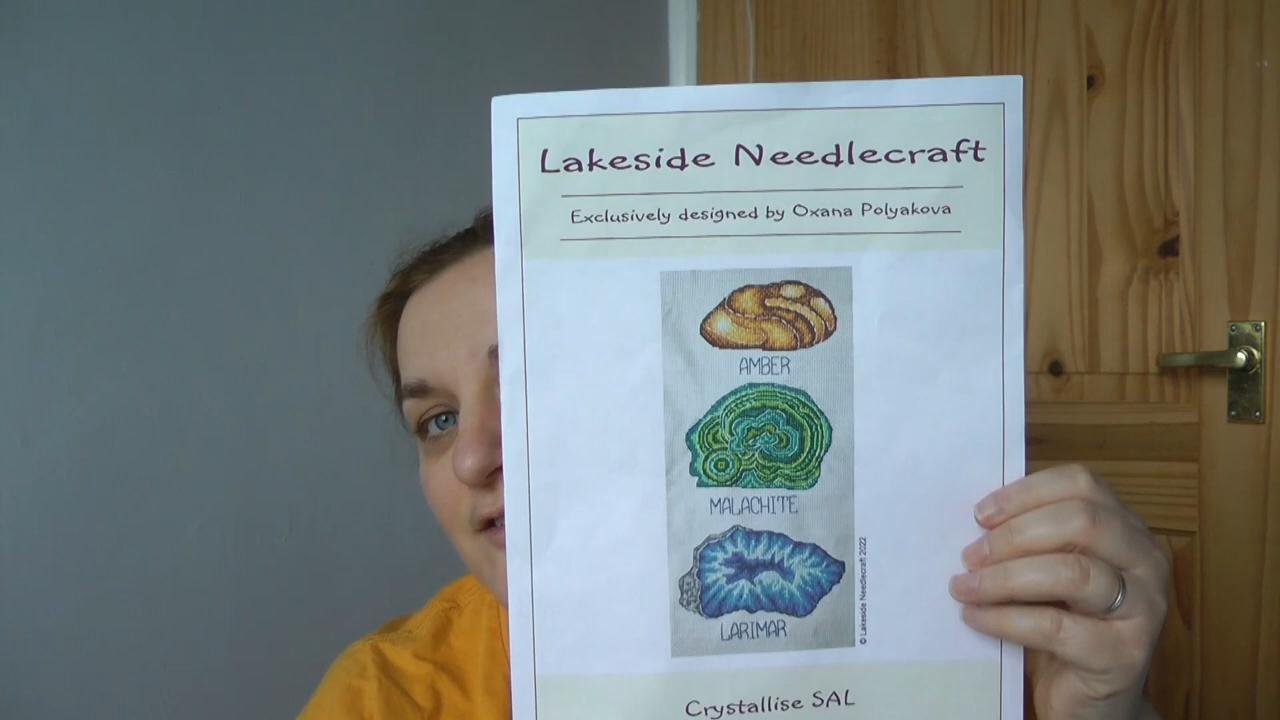 Lakeside Needlecraft
Exclusively designed by Oxana Polyakova
AMBER
MALACHITE
LARIMAR
© Lakeside Needlecraft 2022
Crystallise SAL